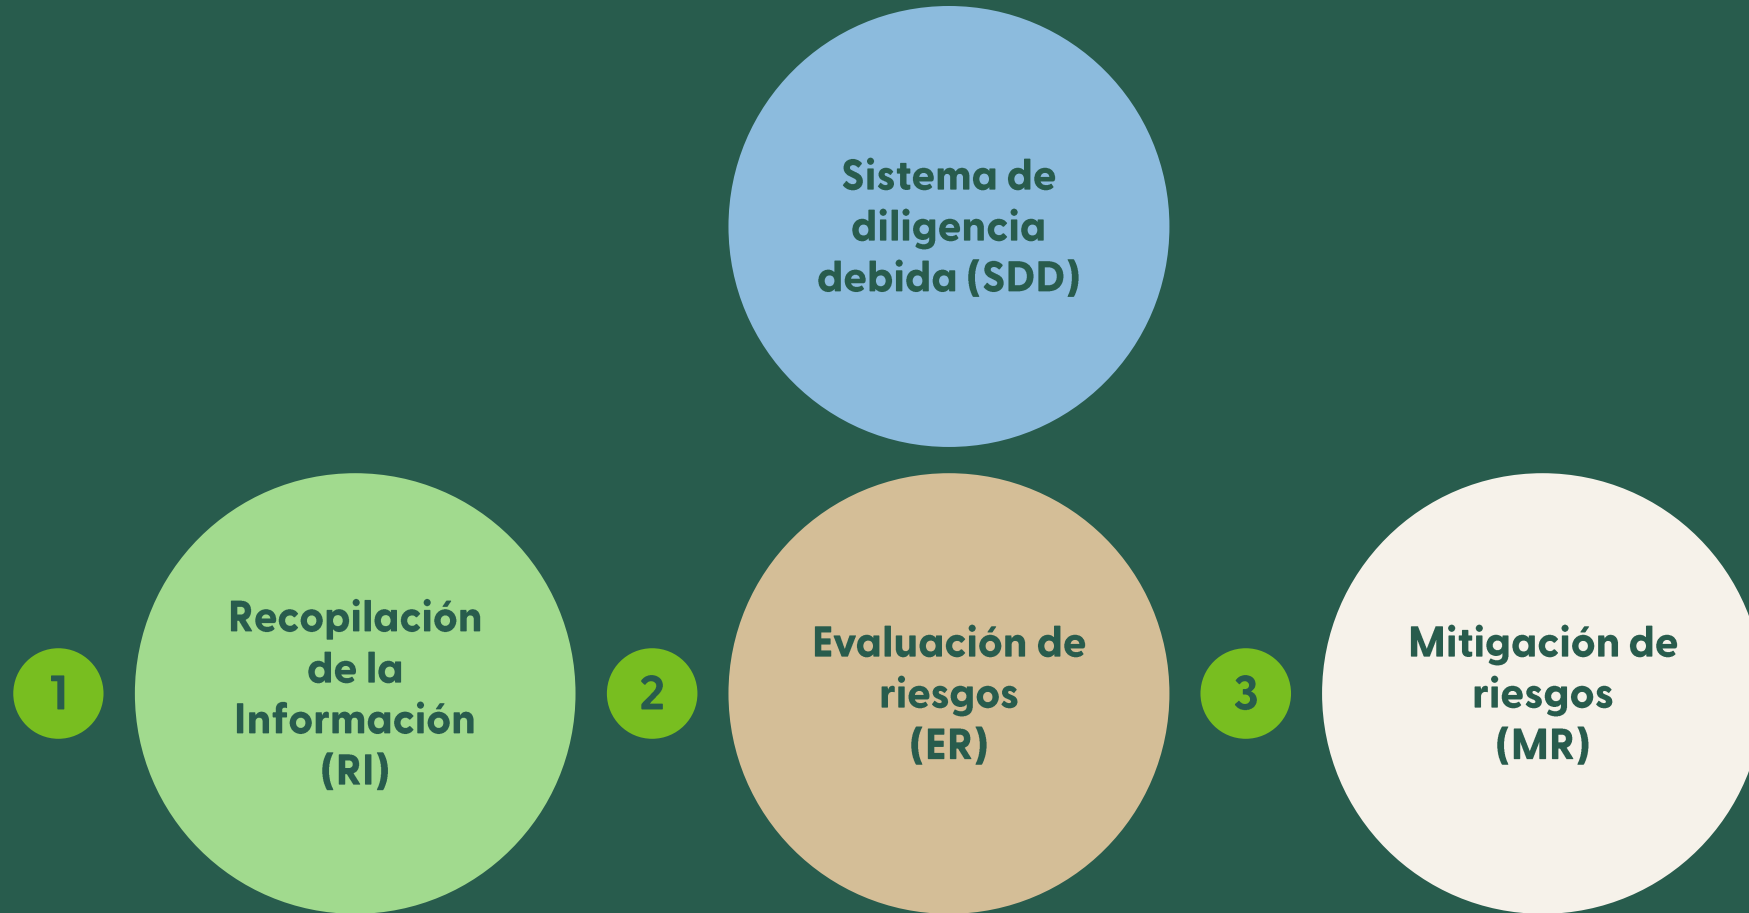 Sistema de
diligencia
debida (SDD)
1
Recopilación
de la
Información
(RI)
2
Evaluación de
riesgos
(ER)
3
Mitigación de
riesgos
(MR)